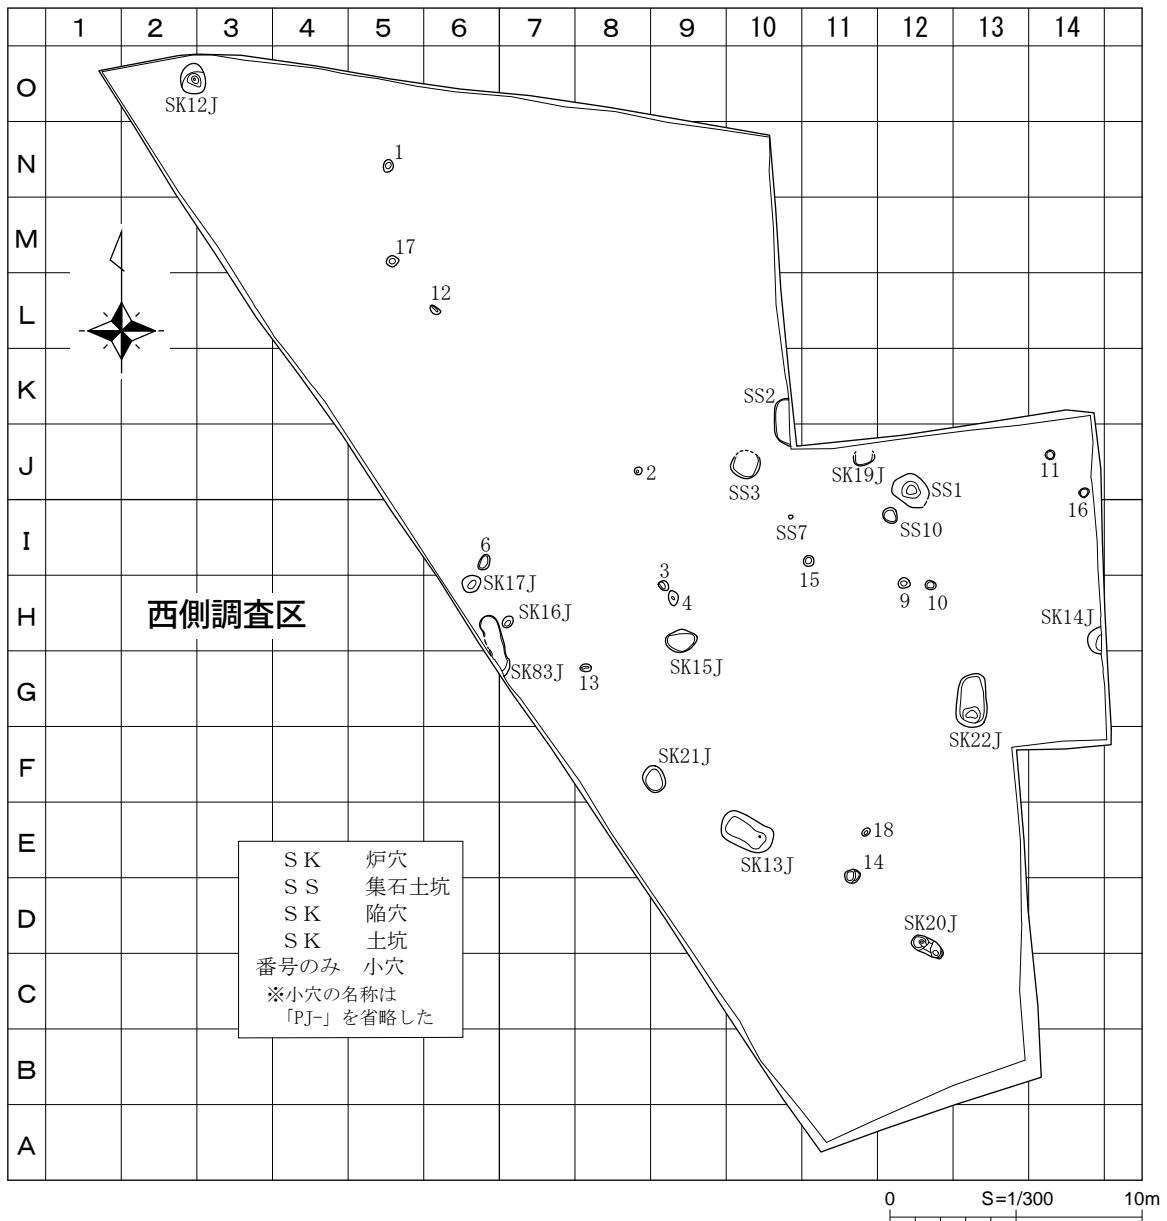 1 2 3 4 5 6 7 8 9 10 11 12 13 14
O
SK12J
N
1
M
17
L
12
K
SS2
J
2
SS3
SK19J
SS1
11
16
I
SS7
SS10
6
SK17J
3
4
15
9
10
H
西側調査区
SK16J
SK14J
SK83J
SK15J
G
13
SK22J
F
SK21J
E
18
SK13J
14
ＳＫ 炉穴
ＳＳ 集石土坑
ＳＫ 陥穴
ＳＫ 土坑
番号のみ 小穴
※小穴の名称は
「PJ-」を省略した
D
SK20J
C
B
A
0 S=1/300 10m